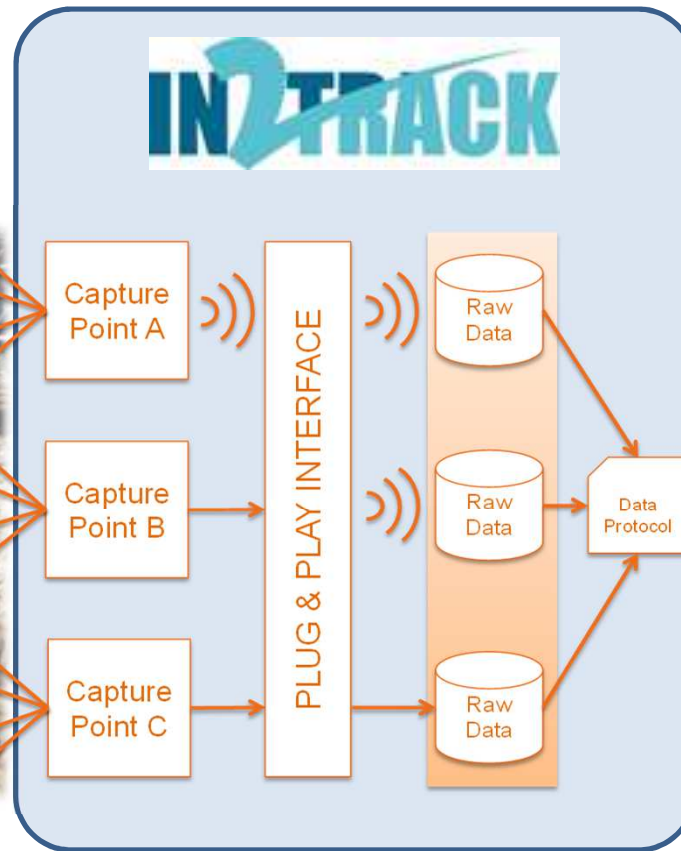 IN2TRACK
Capture
Point A
Raw
Data
Capture
Point B
PLUG & PLAY INTERFACE
Raw
Data
Data
Protocol
Capture
Point C
Raw
Data